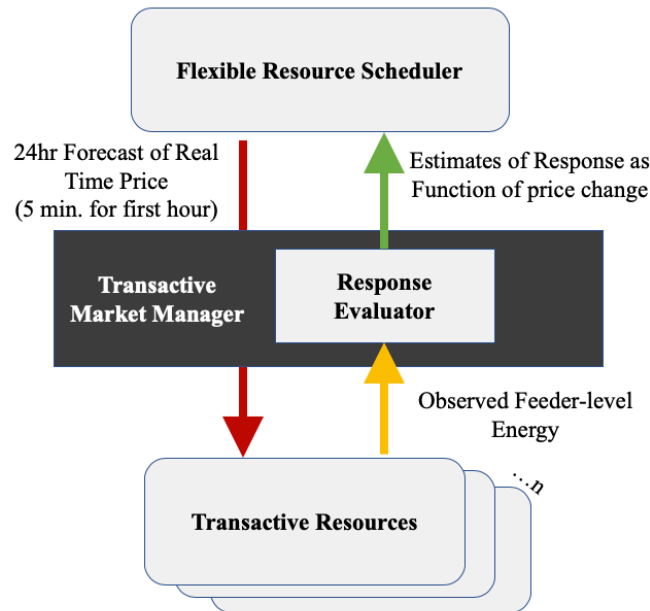 Flexible Resource Scheduler
24hr Forecast of Real
Time Price
(5 min. for first hour)
Estimates of Response as
Function of price change
Transactive
Market Manager
Response
Evaluator
Observed Feeder-level
Energy
...n
Transactive Resources